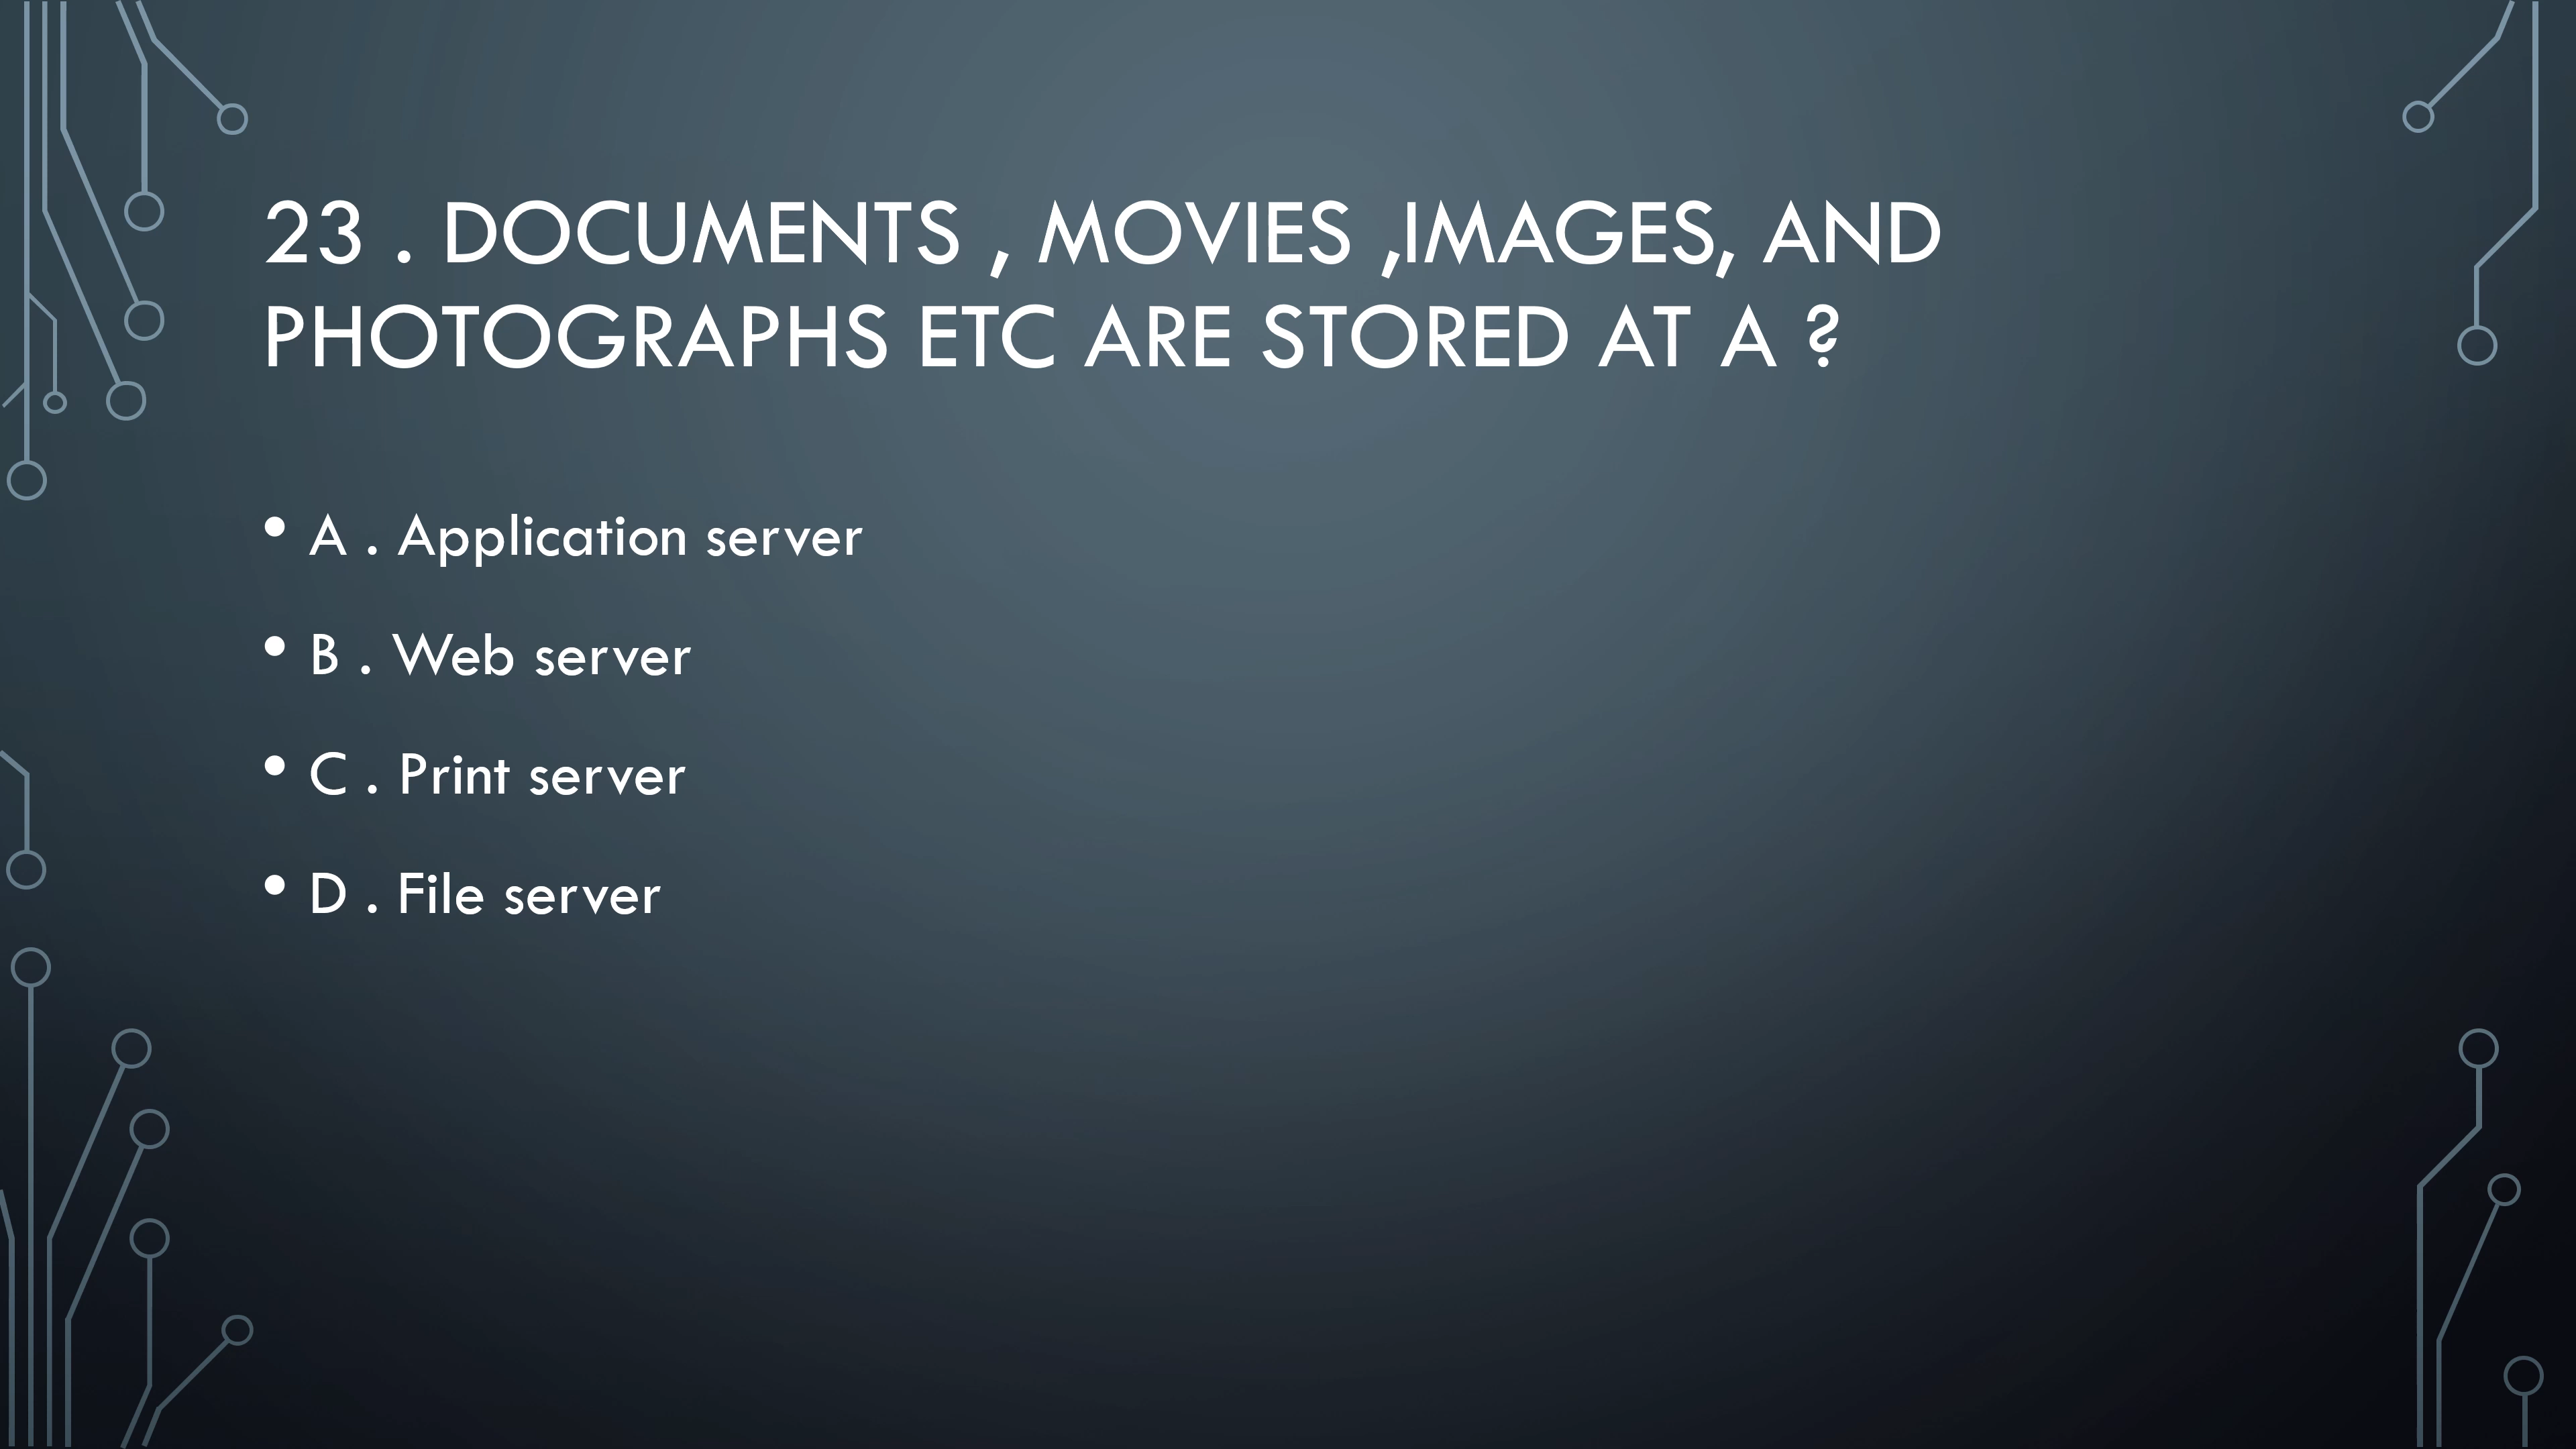 23 . DOCUMENTS , MOVIES ,IMAGES, AND
PHOTOGRAPHS ETC ARE STORED AT A ?
• A . Application server
• B . Web server
• C . Print server
• D . File server